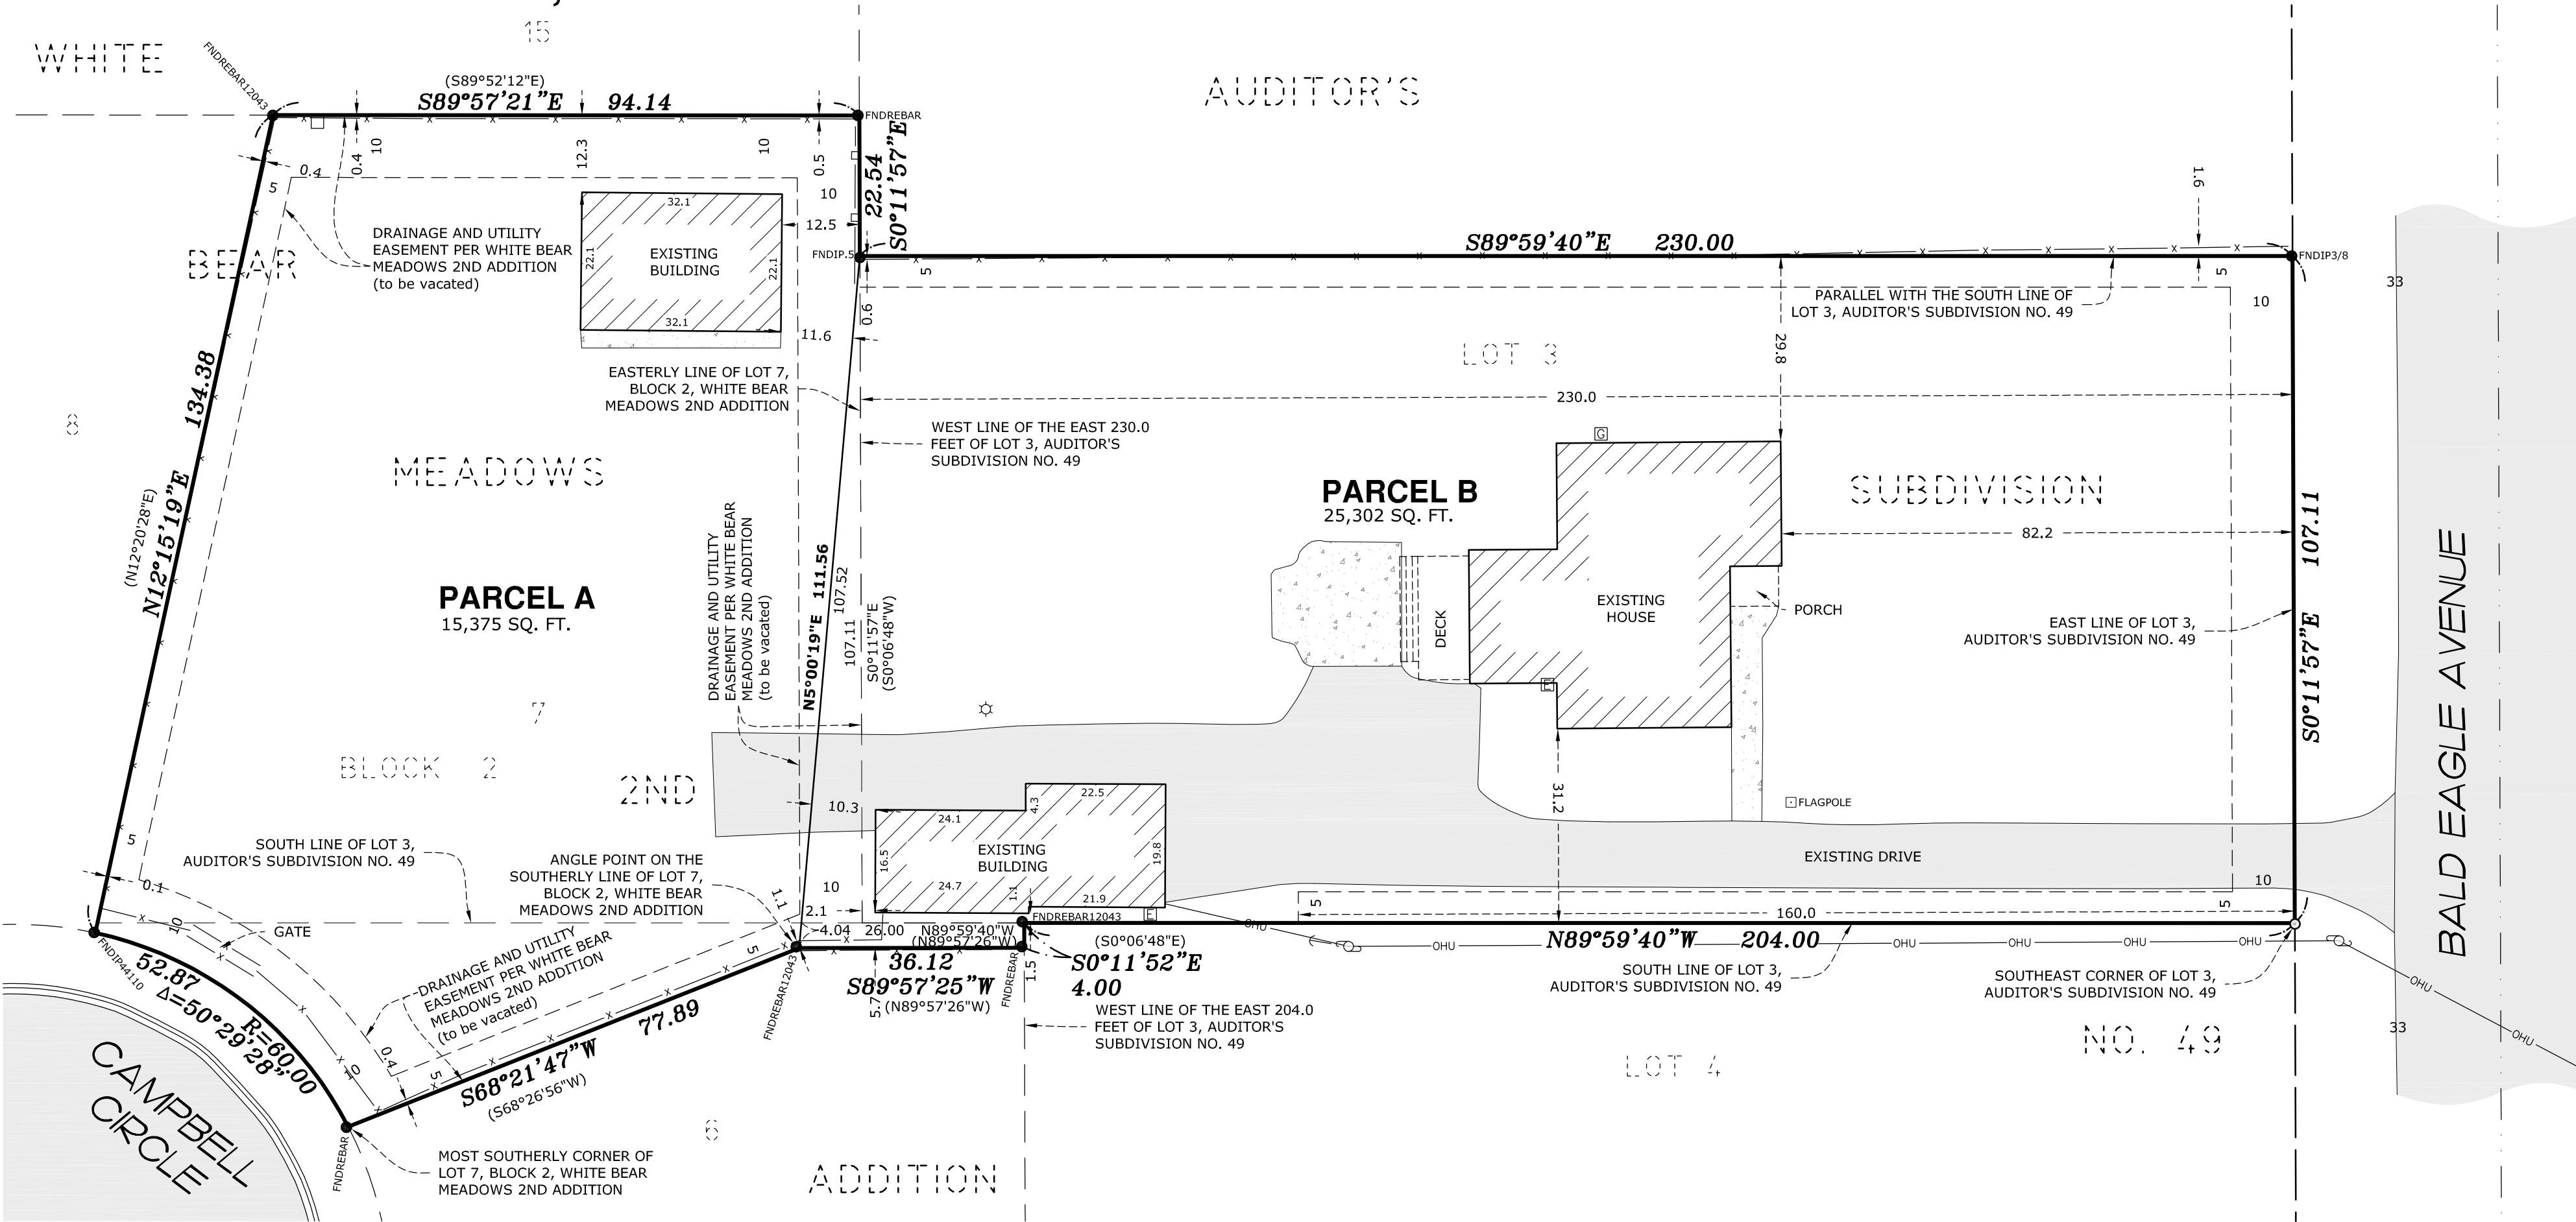 15
WHITE
AUDITOR'S
FNDREBAR12043
(S89°52'12"E)
S89°57'21"E 94.14
FNDREBAR
0.4
10
12.3
10
0.5
22.54
S0°11'57"E
0.4
5
10
12.5
1.6
BEAR
DRAINAGE AND UTILITY
EASEMENT PER WHITE BEAR
MEADOWS 2ND ADDITION
(to be vacated)
32.1
22.1
EXISTING
BUILDING
22.1
32.1
FNDIP.5
S89°59'40"E 230.00
FNDIP3/8
5
5
10
33
0.6
11.6
PARALLEL WITH THE SOUTH LINE OF
LOT 3, AUDITOR'S SUBDIVISION NO. 49
29.8
LOT 3
EASTERLY LINE OF LOT 7,
BLOCK 2, WHITE BEAR
MEADOWS 2ND ADDITION
230.0
134.38
8
WEST LINE OF THE EAST 230.0
FEET OF LOT 3, AUDITOR'S
SUBDIVISION NO. 49
G
MEADOWS
PARCEL B
25,302 SQ. FT.
SUBDIVISION
N12°15'19"E
(N12°20'28"E)
82.2
107.11
S0°11'57"E
BALD EAGLE AVENUE
PARCEL A
15,375 SQ. FT.
DRAINAGE AND UTILITY
EASEMENT PER WHITE BEAR
MEADOWS 2ND ADDITION
(to be vacated)
N5°00'19"E 111.56
107.52
107.11
S0°11'57"E
(S0°06'48"W)
DECK
EXISTING
HOUSE
PORCH
EAST LINE OF LOT 3,
AUDITOR'S SUBDIVISION NO. 49
E
7
BLOCK 2
2ND
10.3
22.5
4.3
24.1
31.2
FLAGPOLE
5
SOUTH LINE OF LOT 3,
AUDITOR'S SUBDIVISION NO. 49
ANGLE POINT ON THE
SOUTHERLY LINE OF LOT 7,
BLOCK 2, WHITE BEAR
MEADOWS 2ND ADDITION
16.5
EXISTING
BUILDING
19.8
EXISTING DRIVE
0.1
10
24.7
1.1
21.9
10
1.1
2.1
FNDREBAR12043
E
5
160.0
5
10
GATE
4.04 26.00 N89°59'40"W
(N89°57'26"W)
OHU
(S0°06'48"E)
OHU
N89°59'40"W 204.00
OHU
OHU
OHU
OHU
FNDIP44110
52.87
Δ=50°29'28"
R=60.00
DRAINAGE AND UTILITY
EASEMENT PER WHITE BEAR
MEADOWS 2ND ADDITION
(to be vacated)
5
FNDREBAR12043
36.12
S89°57'25"W
(N89°57'26"W)
5.7
FNDREBAR
1.5
S0°11'52"E
4.00
SOUTH LINE OF LOT 3,
AUDITOR'S SUBDIVISION NO. 49
SOUTHEAST CORNER OF LOT 3,
AUDITOR'S SUBDIVISION NO. 49
OHU
WEST LINE OF THE EAST 204.0
FEET OF LOT 3, AUDITOR'S
SUBDIVISION NO. 49
33
OHU
NO. 49
LOT 4
77.89
S68°21'47"W
(S68°26'56"W)
0.4
10
5
CAMPBELL
CIRCLE
6
FNDREBAR
MOST SOUTHERLY CORNER OF
LOT 7, BLOCK 2, WHITE BEAR
MEADOWS 2ND ADDITION
ADDITION